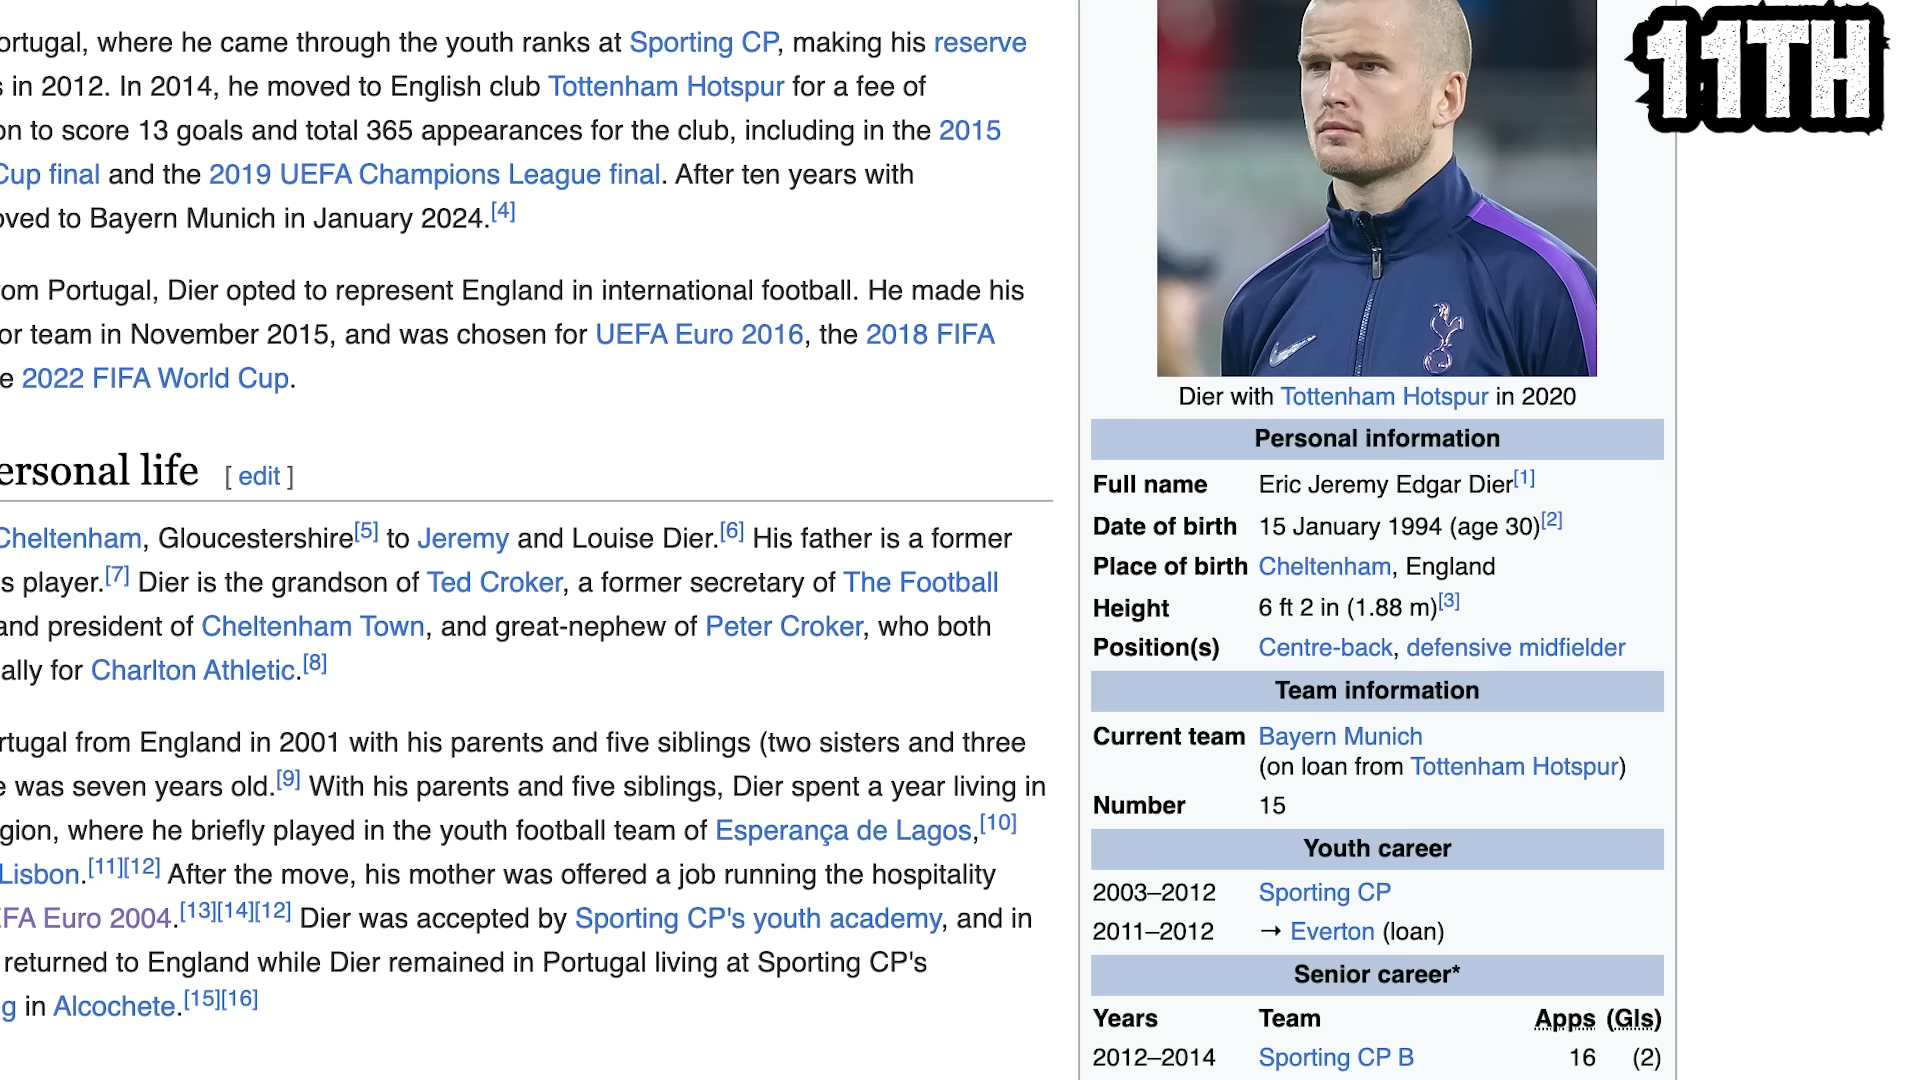 ortugal, where he came through the youth ranks at Sporting CP, making his reserve
s in 2012. In 2014, he moved to English club Tottenham Hotspur for a fee of
on to score 13 goals and total 365 appearances for the club, including in the 2015
Cup final and the 2019 UEFA Champions League final. After ten years with
oved to Bayern Munich in January 2024.[4]
om Portugal, Dier opted to represent England in international football. He made his
or team in November 2015, and was chosen for UEFA Euro 2016, the 2018 FIFA
e 2022 FIFA World Cup.
ersonal life [ edit ]
Cheltenham, Gloucestershire[5] to Jeremy and Louise Dier.[6] His father is a former
s player.[7] Dier is the grandson of Ted Croker, a former secretary of The Football
and president of Cheltenham Town, and great-nephew of Peter Croker, who both
ally for Charlton Athletic.[8]
rtugal from England in 2001 with his parents and five siblings (two sisters and three
e was seven years old.[9] With his parents and five siblings, Dier spent a year living in
gion, where he briefly played in the youth football team of Esperança de Lagos,[10]
Lisbon.[11][12] After the move, his mother was offered a job running the hospitality
FA Euro 2004.[13][14][12] Dier was accepted by Sporting CP's youth academy, and in
returned to England while Dier remained in Portugal living at Sporting CP's
g in Alcochete.[15][16]
11TH
Dier with Tottenham Hotspur in 2020
Personal information
Full name Eric Jeremy Edgar Dier[1]
Date of birth 15 January 1994 (age 30)[2]
Place of birth Cheltenham, England
Height 6 ft 2 in (1.88 m)[3]
Position(s) Centre-back, defensive midfielder
Team information
Current team Bayern Munich
(on loan from Tottenham Hotspur)
Number 15
Youth career
2003–2012 Sporting CP
2011–2012 → Everton (loan)
Senior career*
Years Team Apps (Gls)
2012–2014 Sporting CP B 16 (2)